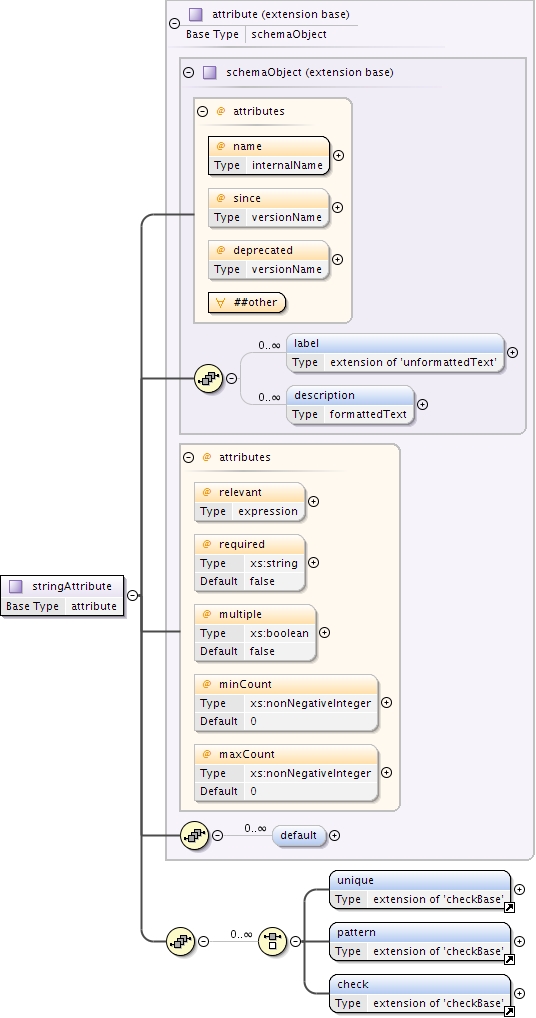 attribute (extension base)
Base Type schemaObject
schemaObject (extension base)
@ attributes
@ name
Type internalName
@ since
Type versionName
@ deprecated
Type versionName
∀ ##other
0..∞ label
Type extension of 'unformattedText'
0..∞ description
Type formattedText
@ attributes
@ relevant
Type expression
@ required
Type xs:string
Default false
stringAttribute
Base Type attribute
@ multiple
Type xs:boolean
Default false
@ minCount
Type xs:nonNegativeInteger
Default 0
@ maxCount
Type xs:nonNegativeInteger
Default 0
0..∞ default
unique
Type extension of 'checkBase'
0..∞
pattern
Type extension of 'checkBase'
check
Type extension of 'checkBase'